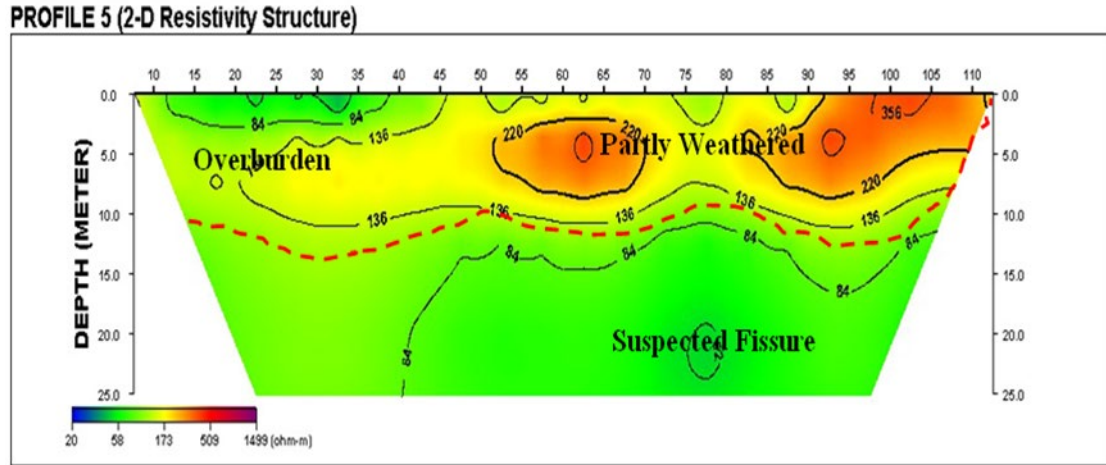 PROFILE 5 (2-D Resistivity Structure)
10 15 20 25 30 35 40 45 50 55 60 65 70 75 80 85 90 95 100 105 110
0.0 0.0
84 84 136 220 220 220 356
Overburden Partly Weathered
5.0 5.0
220
10.0 136 136 136 136 10.0
84 84 84 84
15.0 15.0
84
20.0 Suspected Fissure 20.0
84
25.0 25.0
DEPTH (METER)
20 58 173 509 1499 (ohm-m)